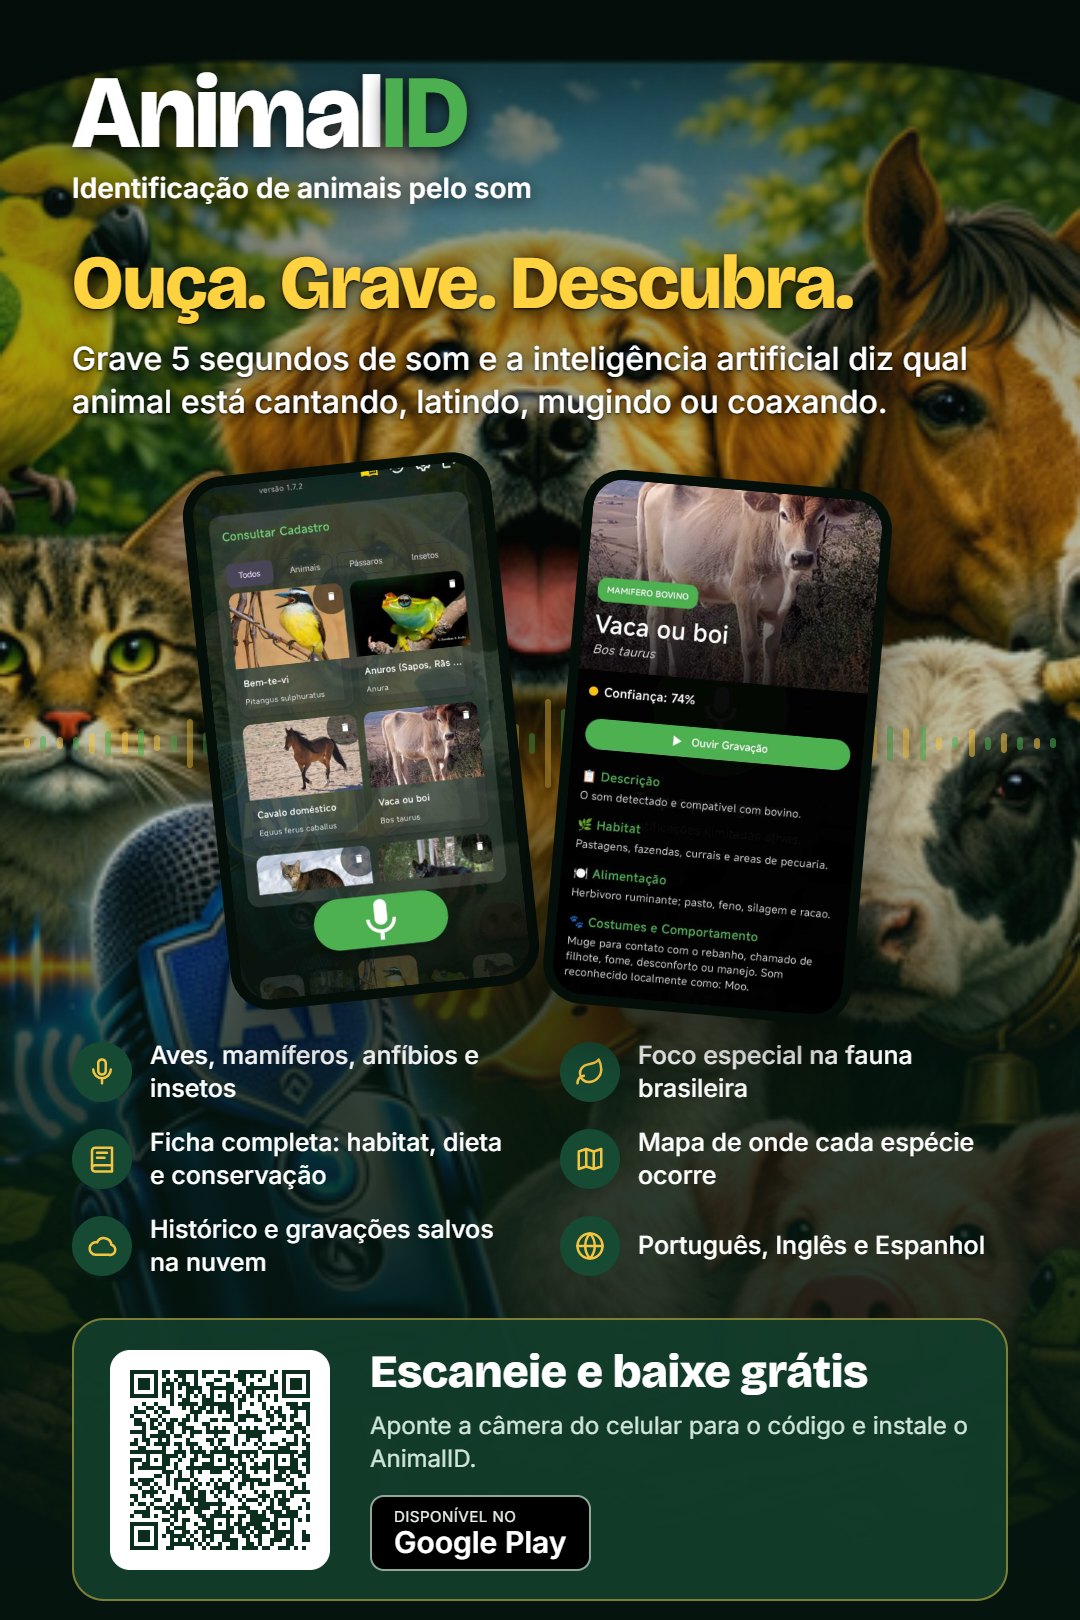 AnimalID
Identificação de animais pelo som
Ouça. Grave. Descubra.
Grave 5 segundos de som e a inteligência artificial diz qual
animal está cantando, latindo, mugindo ou coaxando.
versão 1.7.2
Consultar Cadastro
Todos
Animais
Pássaros
Insetos
Bem-te-vi
Pitangus sulphuratus
Anuros (Sapos, Rãs ...
Anura
Cavalo doméstico
Equus ferus caballus
Vaca ou boi
Bos taurus
MAMIFERO BOVINO
Vaca ou boi
Bos taurus
Confiança: 74%
Ouvir Gravação
Descrição
O som detectado e compativel com bovino.
Habitat
Pastagens, fazendas, currais e areas de pecuaria.
Alimentação
Herbivoro ruminante; pasto, feno, silagem e racao.
Costumes e Comportamento
Muge para contato com o rebanho, chamado de
filhote, fome, desconforto ou manejo. Som
reconhecido localmente como: Moo.
AI
Aves, mamíferos, anfíbios e
insetos
Foco especial na fauna
brasileira
Ficha completa: habitat, dieta
e conservação
Mapa de onde cada espécie
ocorre
Histórico e gravações salvos
na nuvem
Português, Inglês e Espanhol
Escaneie e baixe grátis
Aponte a câmera do celular para o código e instale o
AnimalID.
DISPONÍVEL NO
Google Play